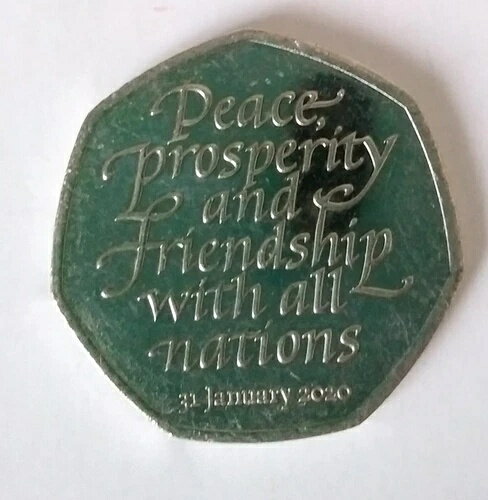 Peace,
prosperity
and
friendship
with all
nations
31 January 2020